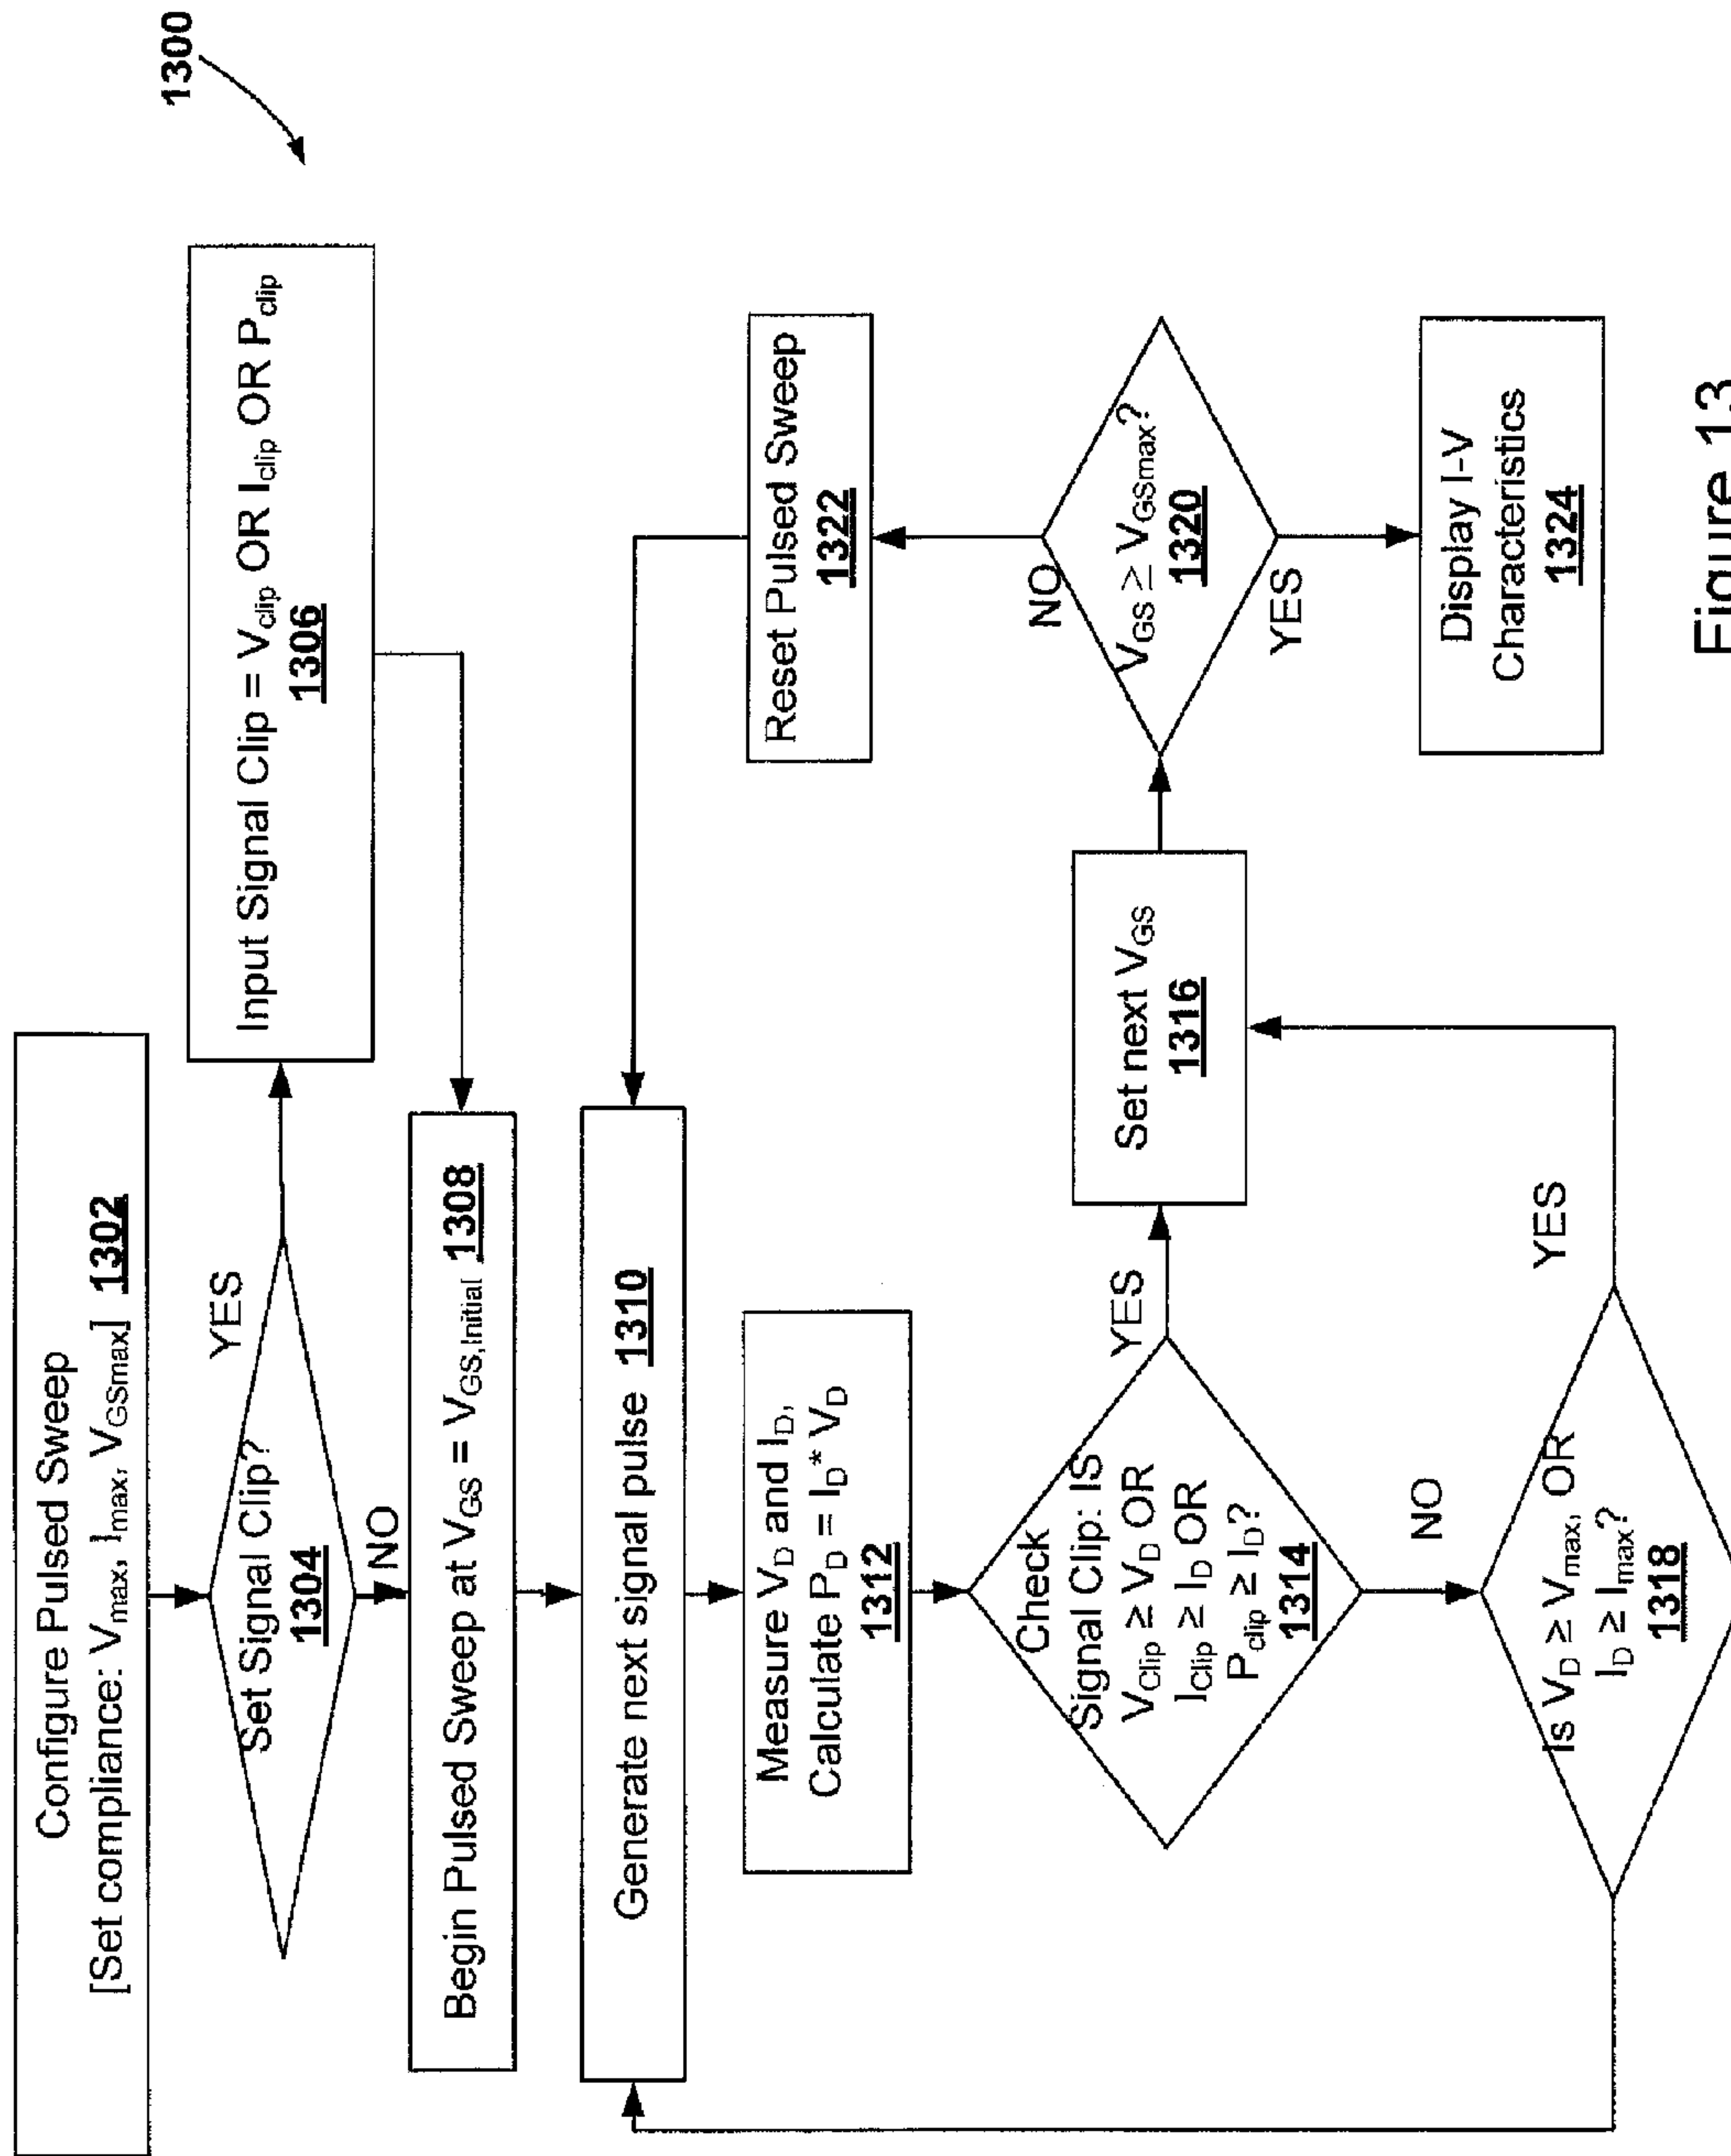 1300
Configure Pulsed Sweep
[Set compliance: Vmax, Imax, VGSmax] 1302
Set Signal Clip?
1304
YES
NO
Input Signal Clip = Vclip OR Iclip OR Pclip
1306
Begin Pulsed Sweep at VGS = VGS,Initial 1308
Generate next signal pulse 1310
Measure VD and ID,
Calculate PD = ID* VD
1312
Check
Signal Clip: IS
VClip ≥ VD OR
IClip ≥ ID OR
Pclip ≥ ID?
1314
YES
NO
Is VD ≥ Vmax, OR
ID ≥ Imax?
1318
YES
Set next VGS
1316
VGS ≥ VGSmax?
1320
NO
YES
Reset Pulsed Sweep
1322
Display I-V
Characteristics
1324
Figure 13